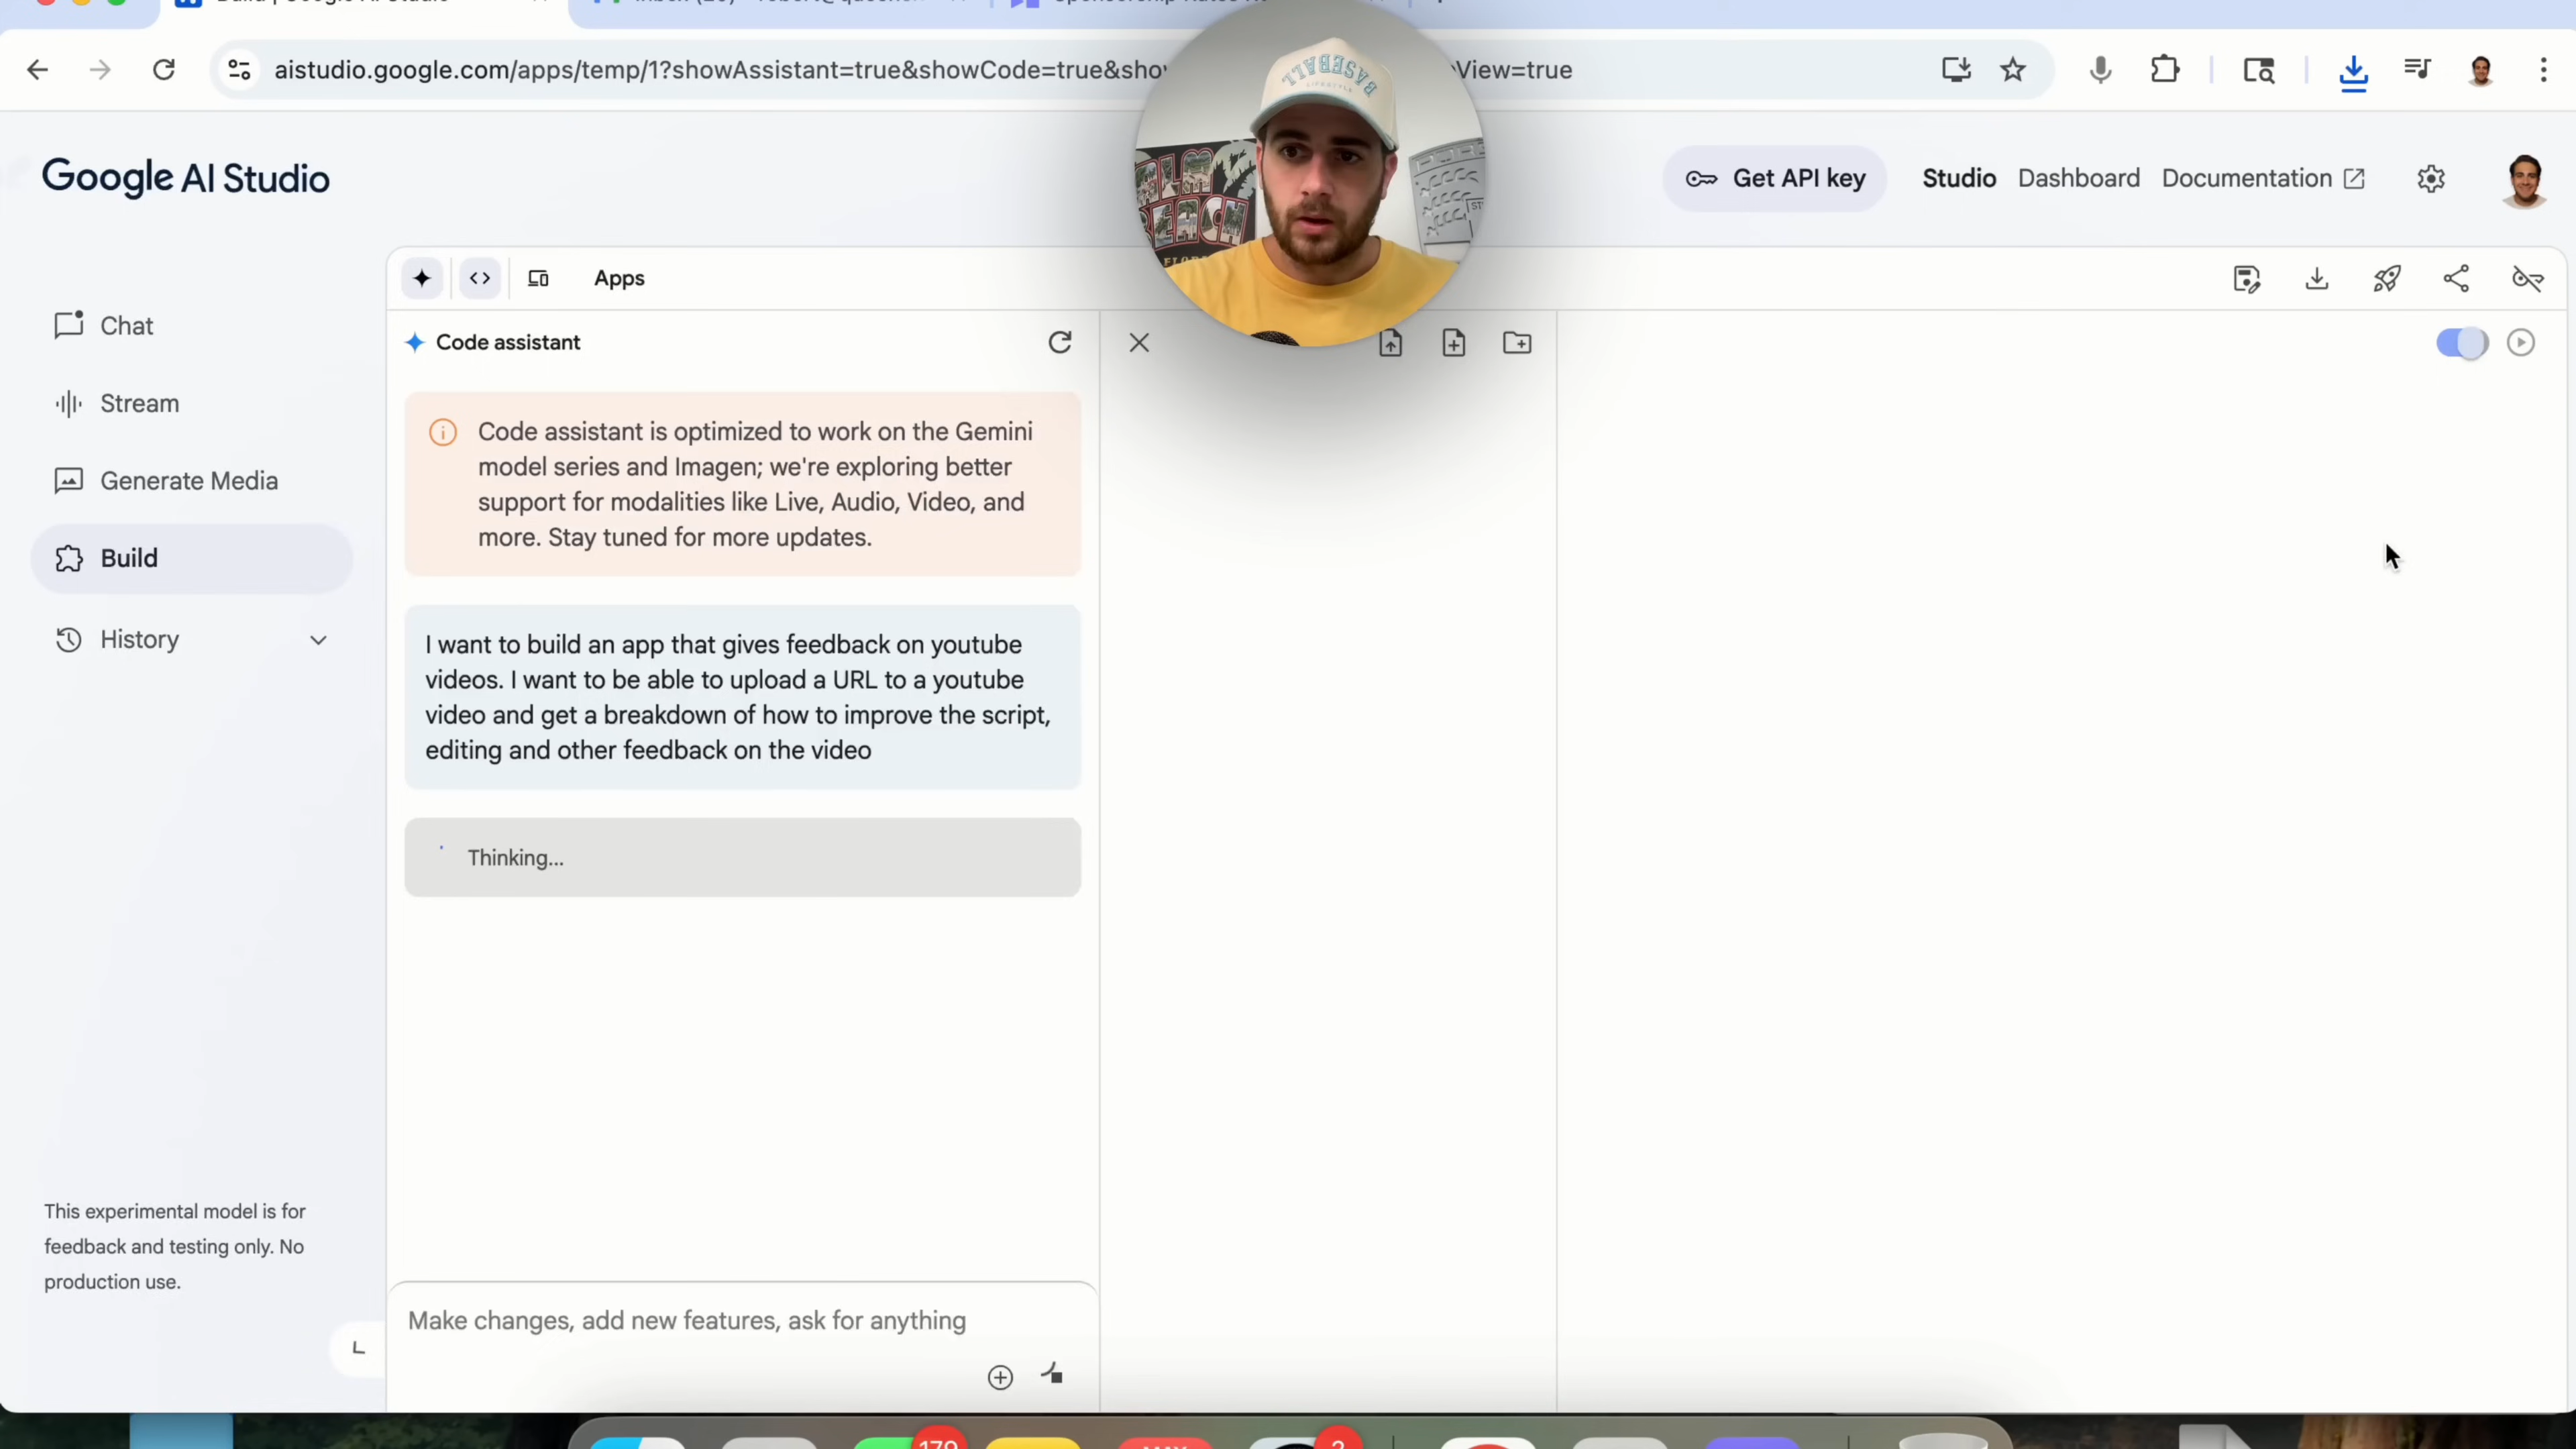 aistudio.google.com/apps/temp/1?showAssistant=true&showCode=true&sho
View=true
Google AI Studio
Get API key
Studio
Dashboard
Documentation
Chat
Stream
Generate Media
Build
History
This experimental model is for
feedback and testing only. No
production use.
Apps
Code assistant
Code assistant is optimized to work on the Gemini
model series and Imagen; we're exploring better
support for modalities like Live, Audio, Video, and
more. Stay tuned for more updates.
I want to build an app that gives feedback on youtube
videos. I want to be able to upload a URL to a youtube
video and get a breakdown of how to improve the script,
editing and other feedback on the video
Thinking...
Make changes, add new features, ask for anything
BASEBALL
179
2